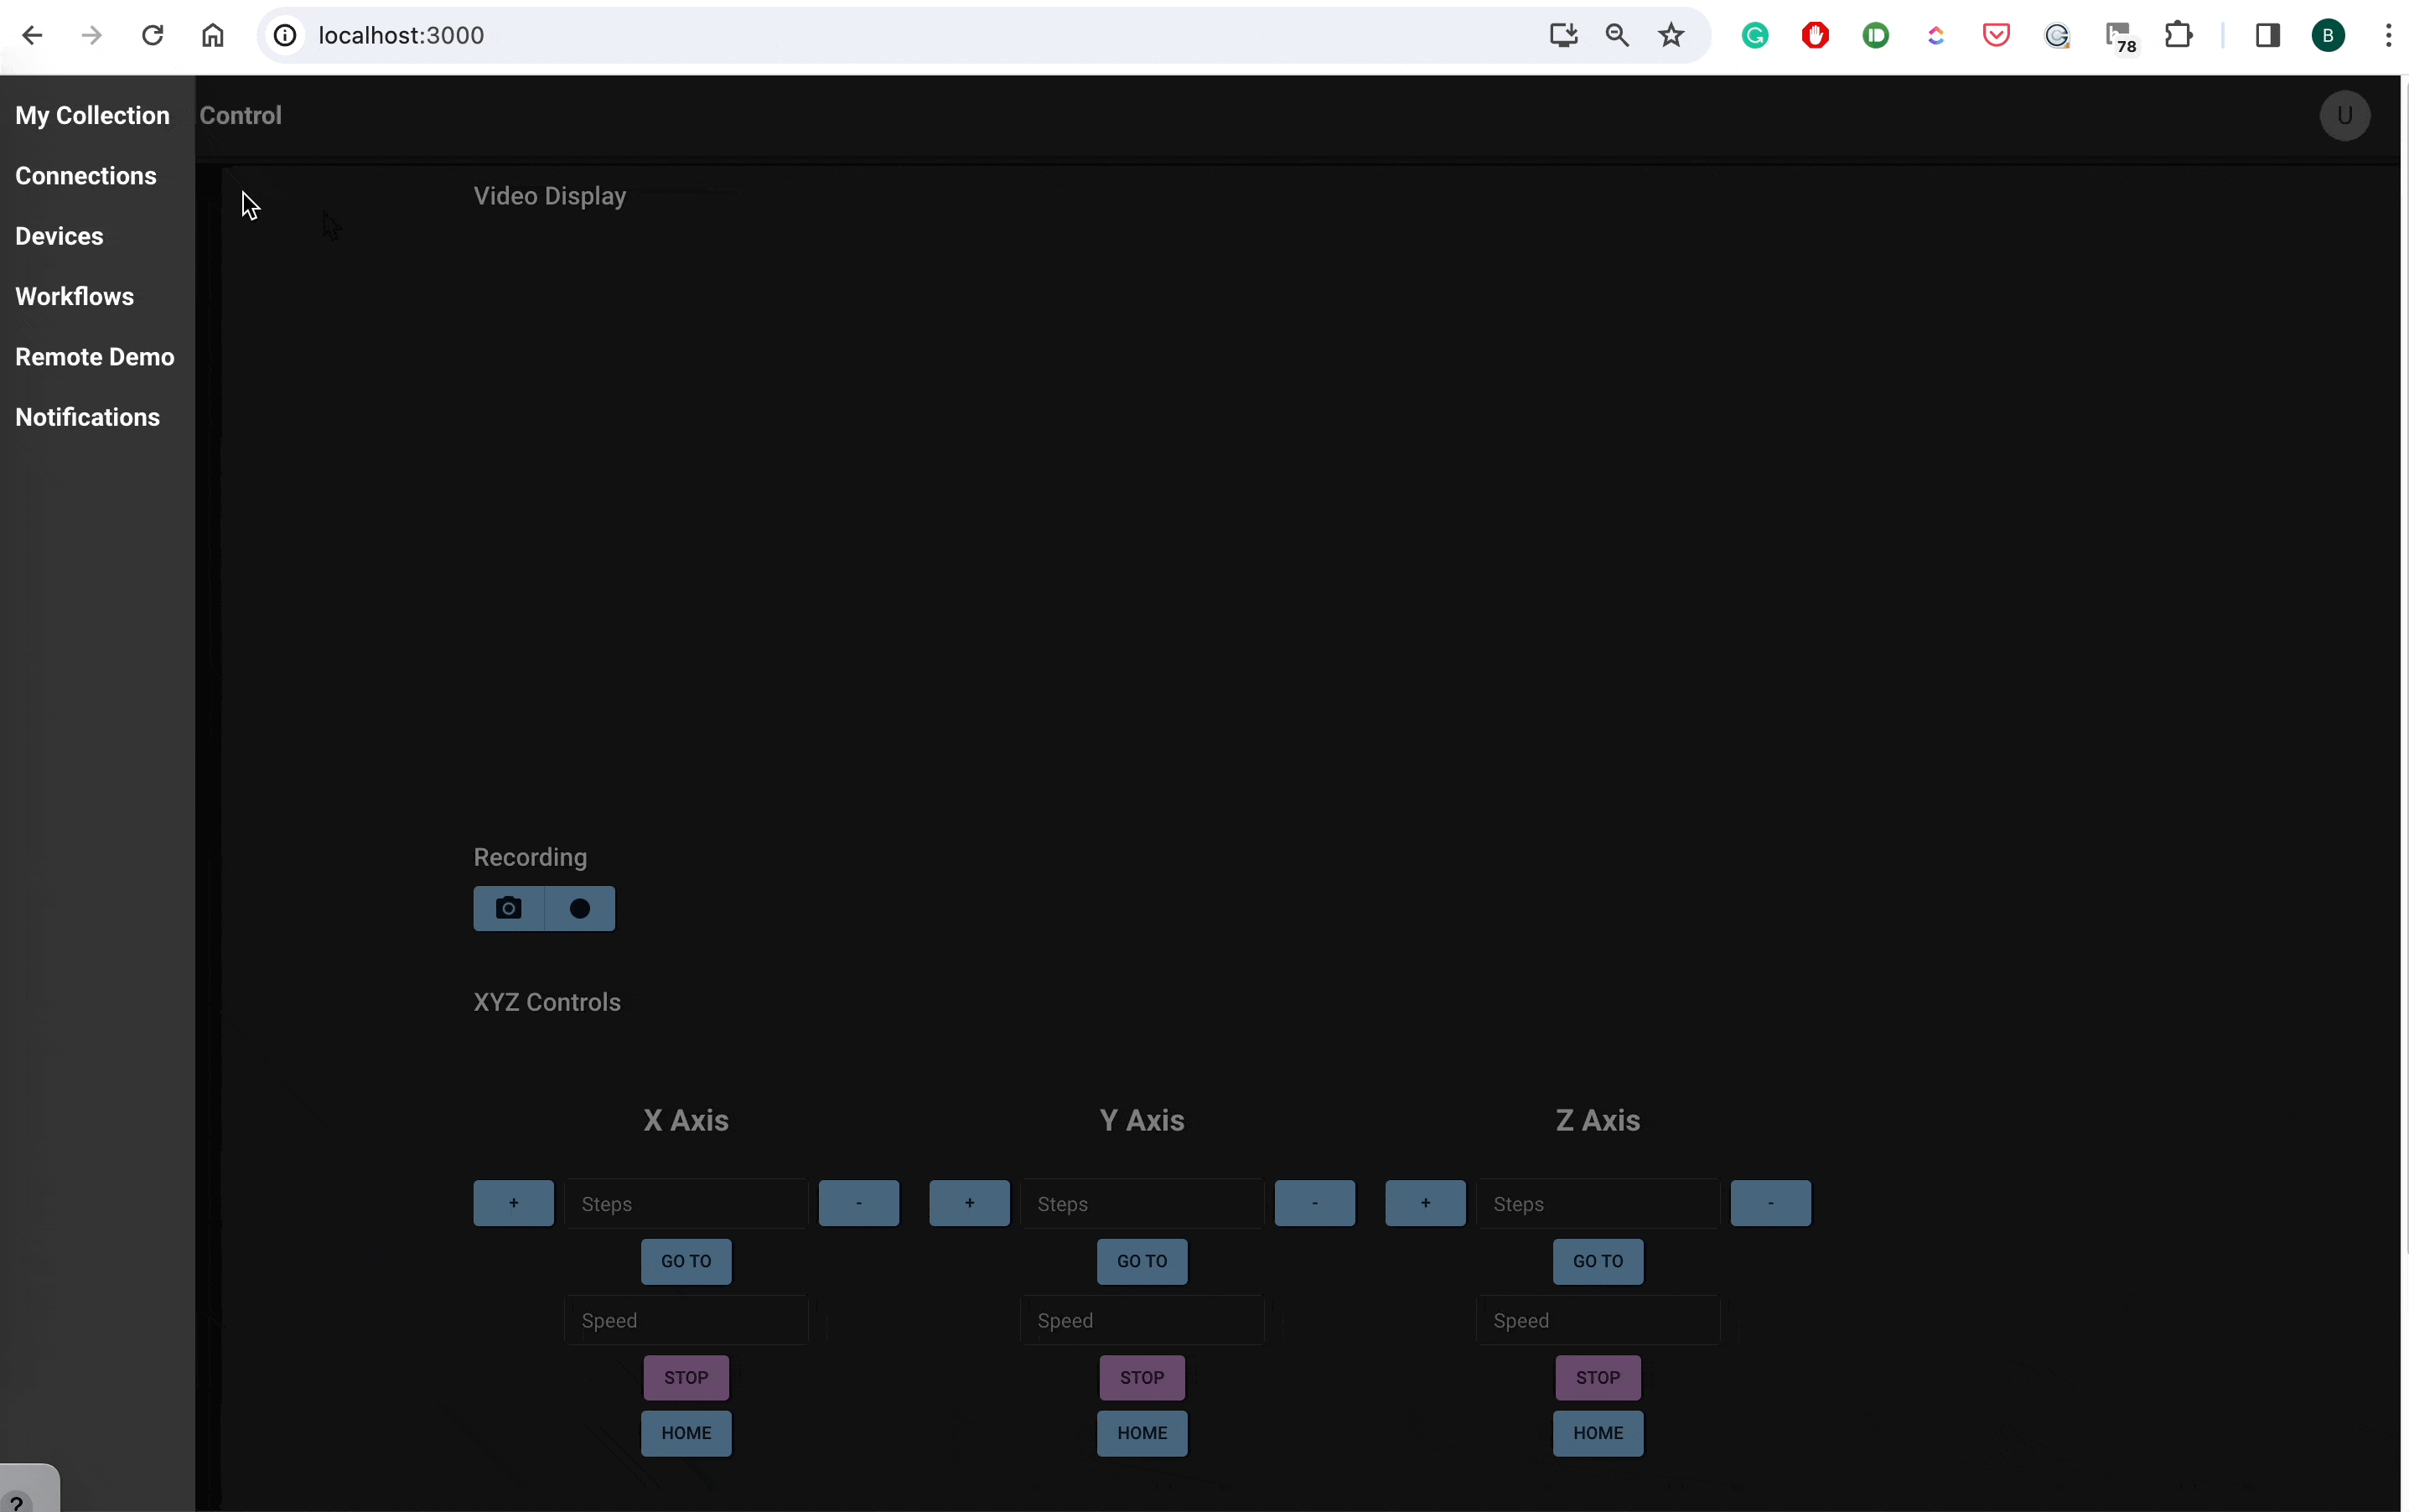 localhost:3000
78
B
My Collection
Control
U
Connections
Devices
Workflows
Remote Demo
Notifications
Video Display
Recording
XYZ Controls
X Axis
Y Axis
Z Axis
+ Steps - + Steps - + Steps -
GO TO GO TO GO TO
Speed Speed Speed
STOP STOP STOP
HOME HOME HOME
?